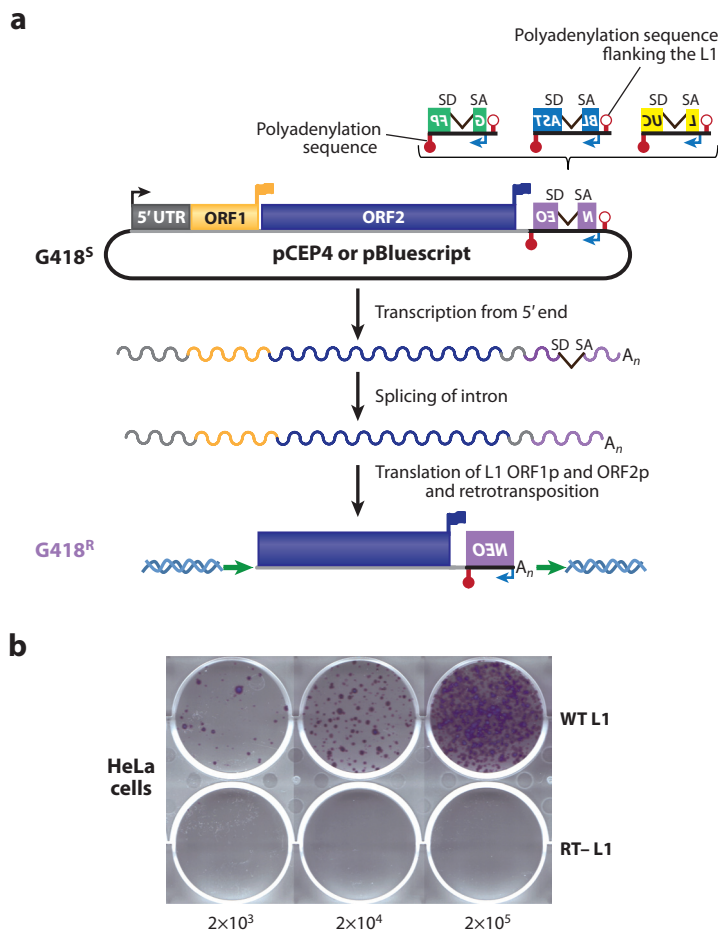 a
Polyadenylation sequence
flanking the L1
SD SA
SD SA
SD SA
FP G
TAST BL
UC L
Polyadenylation
sequence
SD SA
5′ UTR ORF1 ORF2 EO N
G418ˢ pCEP4 or pBluescript
Transcription from 5′ end
SD SA
Aₙ
Splicing of intron
Aₙ
Translation of L1 ORF1p and ORF2p
and retrotransposition
G418ᴿ NEO
Aₙ
b
WT L1
HeLa
cells
RT– L1
2×10³ 2×10⁴ 2×10⁵